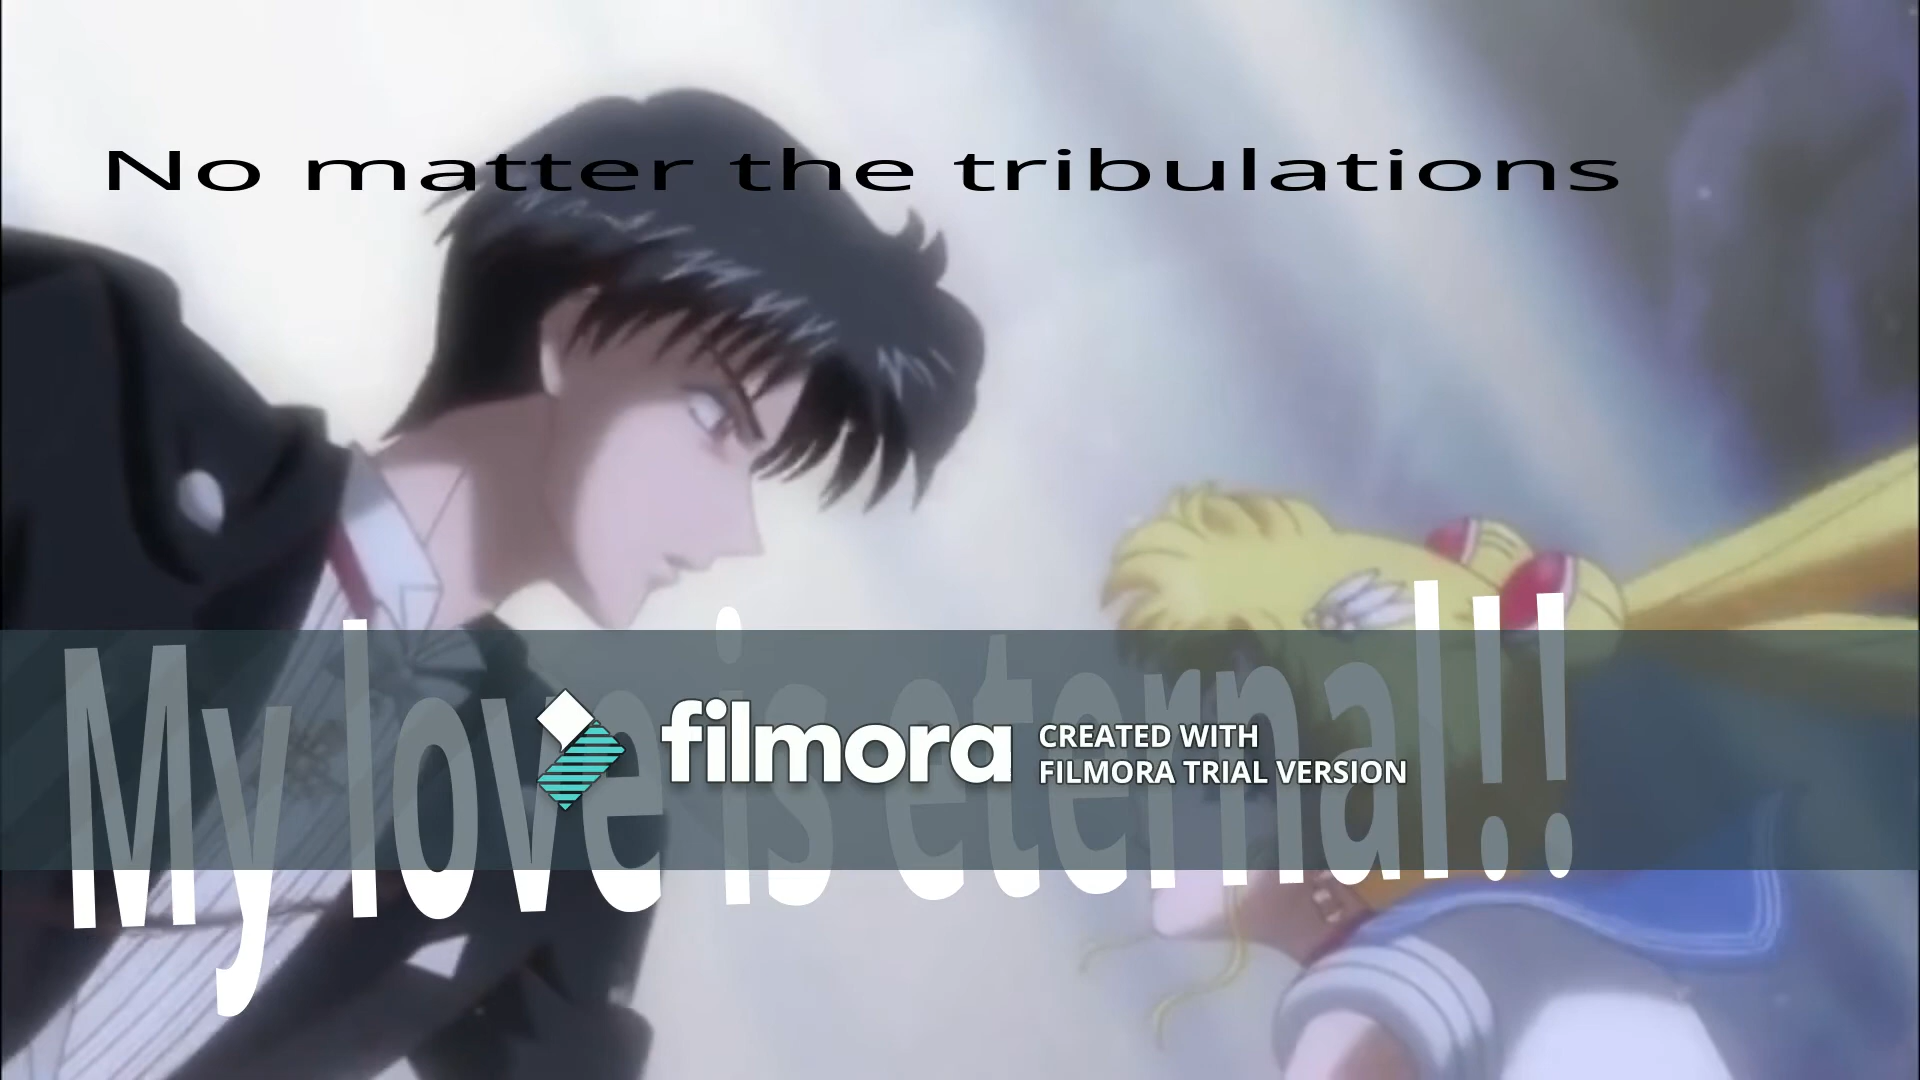 No matter the tribulations
My love is eternal!!
filmora
CREATED WITH
FILMORA TRIAL VERSION